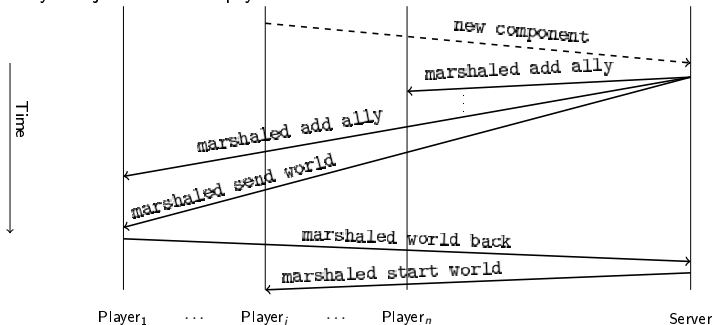 new component
marshaled add ally
marshaled add ally
marshaled send world
marshaled world back
marshaled start world
Time
Player₁ ··· Playerᵢ ··· Playerₙ Server